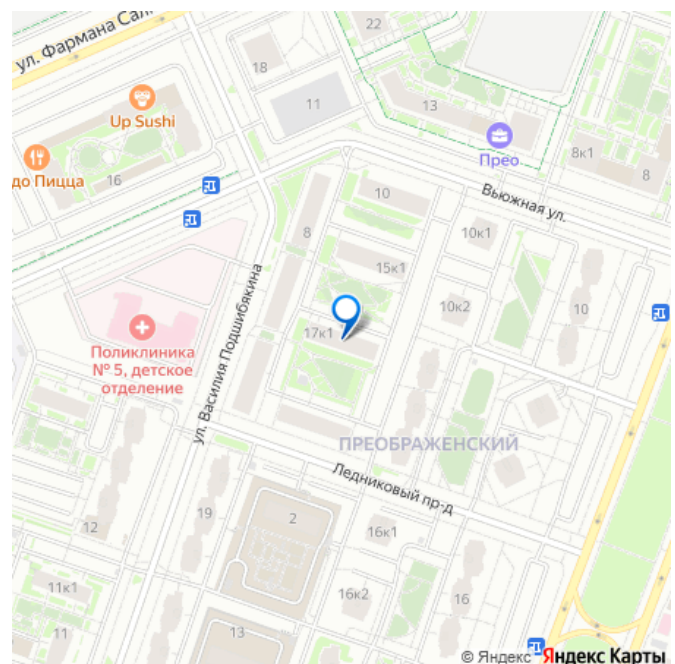 22
ул. Фармана Сал
18
11
13
Up Sushi
Прео
до Пицца
16
8к1
8
10
Вьюжная ул.
8
10к1
15к1
10к2
10
17к1
Поликлиника
№ 5, детское
отделение
ул. Василия Подшибякина
ПРЕОБРАЖЕНСКИЙ
Ледниковый пр-д
12
19
2
16к1
11к1
16к2
16
11
13
© Яндекс Яндекс Карты